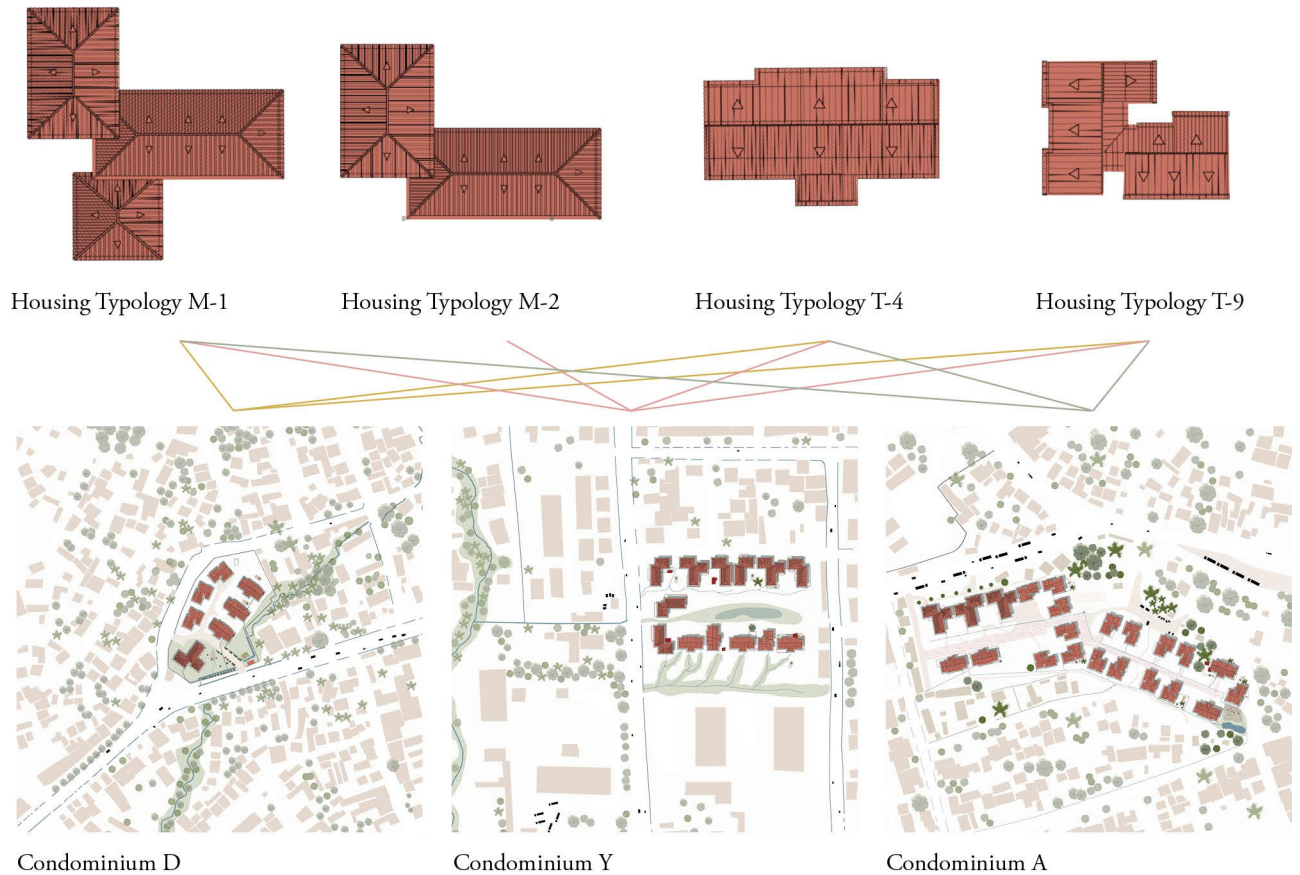 Housing Typology M-1
Housing Typology M-2
Housing Typology T-4
Housing Typology T-9
Condominium D
Condominium Y
Condominium A